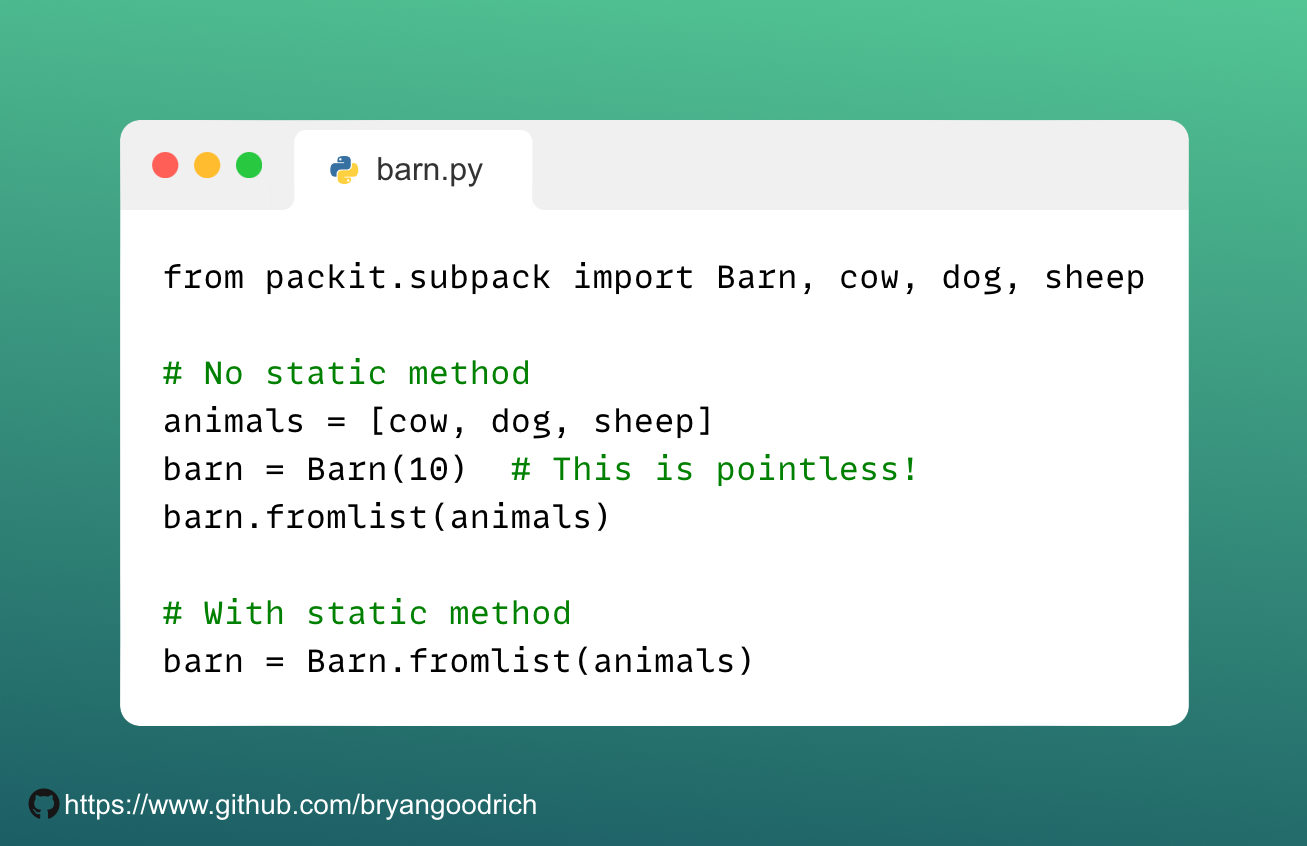 barn.py
from packit.subpack import Barn, cow, dog, sheep
# No static method
animals = [cow, dog, sheep]
barn = Barn(10)  # This is pointless!
barn.fromlist(animals)
# With static method
barn = Barn.fromlist(animals)
https://www.github.com/bryangoodrich